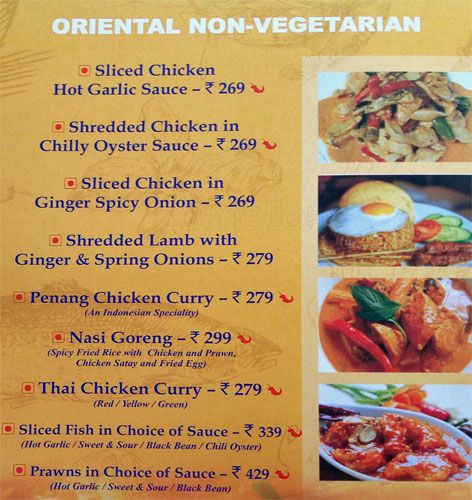 ORIENTAL NON-VEGETARIAN
Sliced Chicken
Hot Garlic Sauce – ₹ 269
Shredded Chicken in
Chilly Oyster Sauce – ₹ 269
Sliced Chicken in
Ginger Spicy Onion – ₹ 269
Shredded Lamb with
Ginger & Spring Onions – ₹ 279
Penang Chicken Curry – ₹ 279
(An Indonesian Speciality)
Nasi Goreng – ₹ 299
(Spicy Fried Rice with Chicken and Prawn,
Chicken Satay and Fried Egg)
Thai Chicken Curry – ₹ 279
(Red / Yellow / Green)
Sliced Fish in Choice of Sauce – ₹ 339
(Hot Garlic / Sweet & Sour / Black Bean / Chili Oyster)
Prawns in Choice of Sauce – ₹ 429
(Hot Garlic / Sweet & Sour / Black Bean)